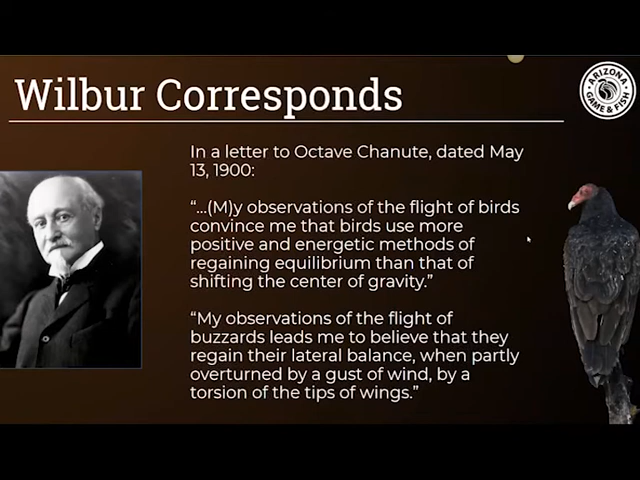 Wilbur Corresponds
ARIZONA
GAME & FISH
In a letter to Octave Chanute, dated May
13, 1900:
“...(M)y observations of the flight of birds
convince me that birds use more
positive and energetic methods of
regaining equilibrium than that of
shifting the center of gravity.”
“My observations of the flight of
buzzards leads me to believe that they
regain their lateral balance, when partly
overturned by a gust of wind, by a
torsion of the tips of wings.”